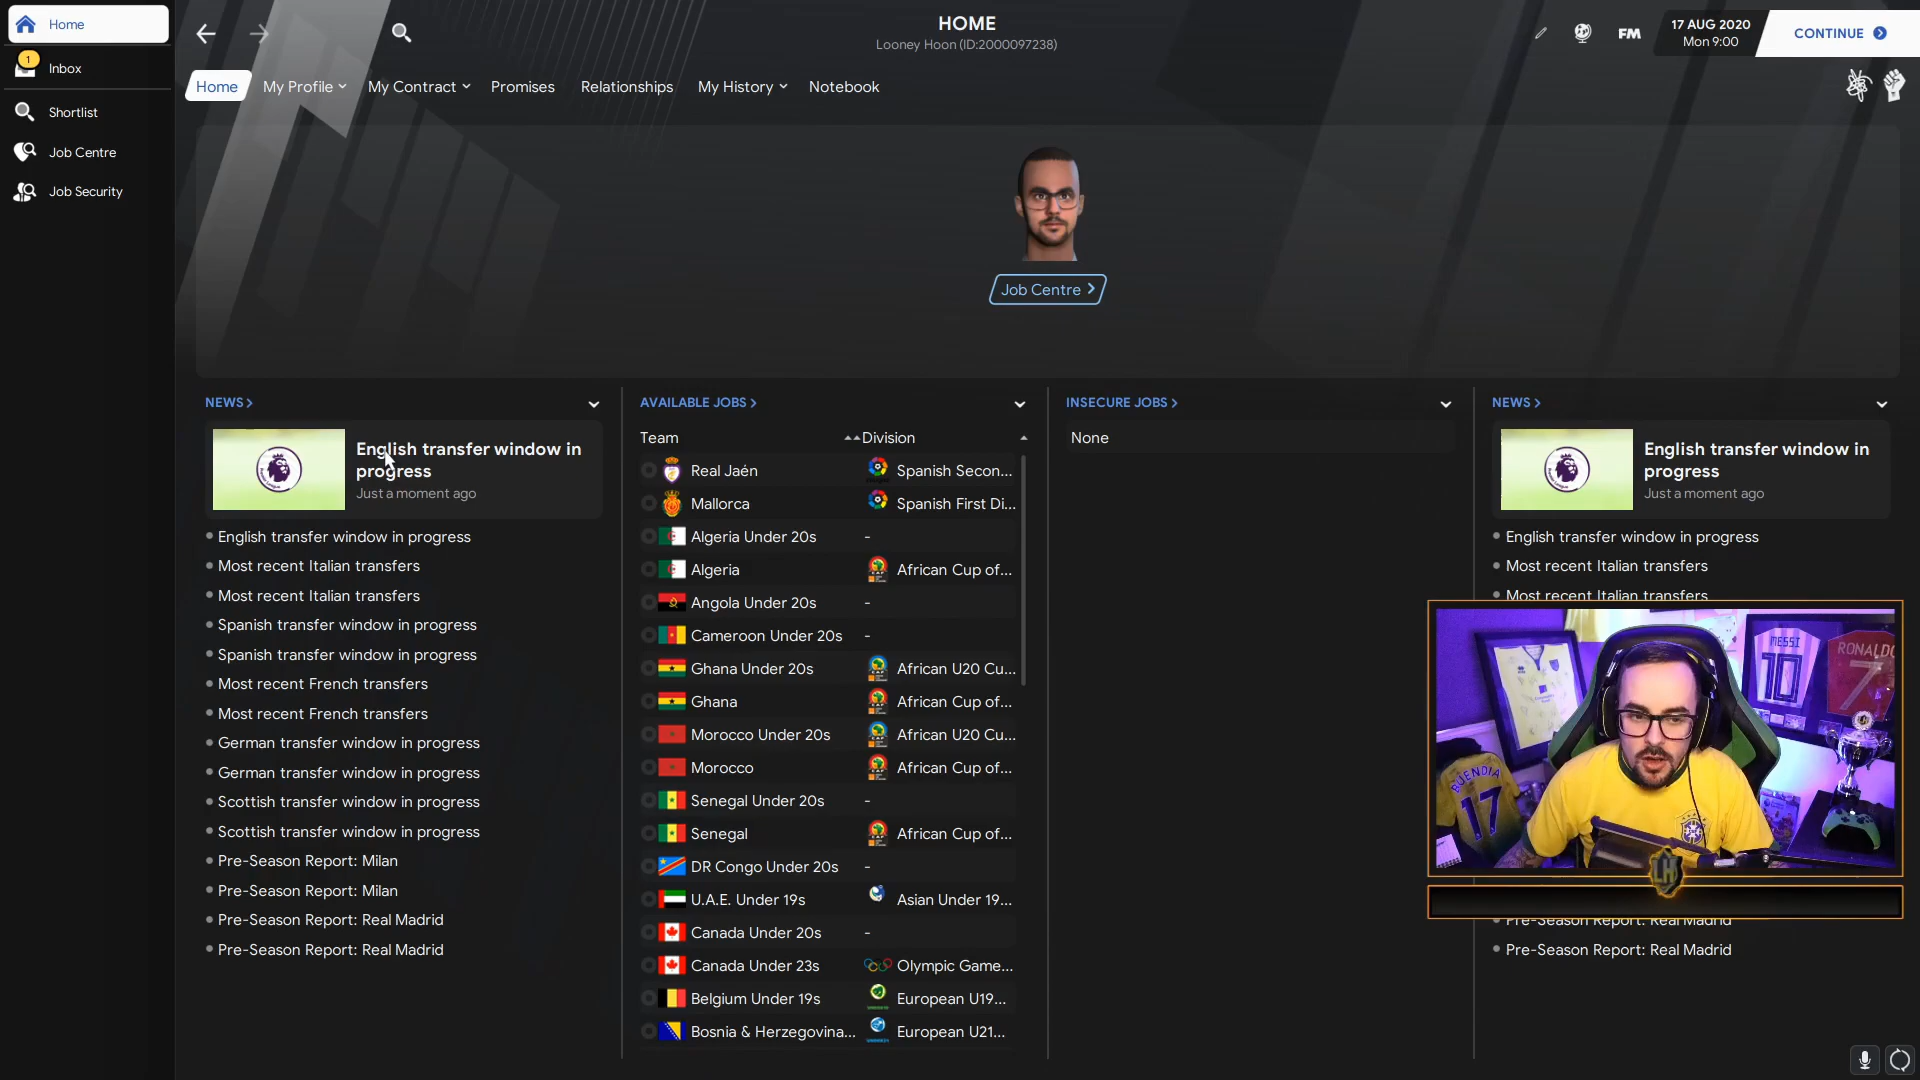 Home
1
Inbox
Shortlist
Job Centre
Job Security
HOME
Looney Hoon (ID:2000097238)
FM
17 AUG 2020
Mon 9:00
CONTINUE
Home
My Profile
My Contract
Promises
Relationships
My History
Notebook
Job Centre
NEWS
English transfer window in
progress
Just a moment ago
English transfer window in progress
Most recent Italian transfers
Most recent Italian transfers
Spanish transfer window in progress
Spanish transfer window in progress
Most recent French transfers
Most recent French transfers
German transfer window in progress
German transfer window in progress
Scottish transfer window in progress
Scottish transfer window in progress
Pre-Season Report: Milan
Pre-Season Report: Milan
Pre-Season Report: Real Madrid
Pre-Season Report: Real Madrid
AVAILABLE JOBS
Team Division
Real Jaén Spanish Secon...
Mallorca Spanish First Di...
Algeria Under 20s -
Algeria African Cup of...
Angola Under 20s -
Cameroon Under 20s -
Ghana Under 20s African U20 Cu...
Ghana African Cup of...
Morocco Under 20s African U20 Cu...
Morocco African Cup of...
Senegal Under 20s -
Senegal African Cup of...
DR Congo Under 20s -
U.A.E. Under 19s Asian Under 19...
Canada Under 20s -
Canada Under 23s Olympic Game...
Belgium Under 19s European U19...
Bosnia & Herzegovina... European U21...
INSECURE JOBS
None
NEWS
English transfer window in
progress
Just a moment ago
English transfer window in progress
Most recent Italian transfers
Most recent Italian transfers
MESSI
10
RONALDO
7
BUENDIA
17
LH
Pre-Season Report: Real Madrid
Pre-Season Report: Real Madrid